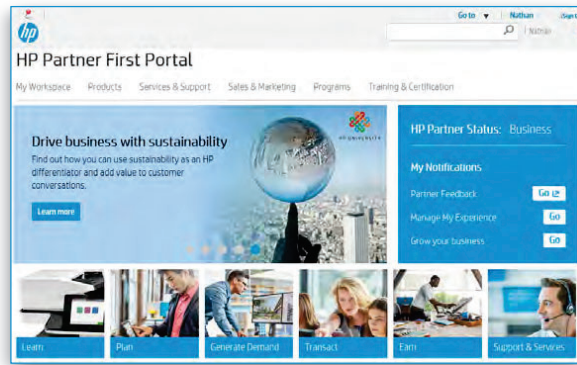 Go to ▼ | Nathan
hp
Nathan
HP Partner First Portal
My Workspace Products Services & Support Sales & Marketing Programs Training & Certification
Drive business with sustainability
Find out how you can use sustainability as an HP
differentiator and add value to customer
conversations.
Learn more
HP UNIVERSITY
HP Partner Status: Business
My Notifications
Partner Feedback Go
Manage My Experience Go
Grow your business Go
Learn Plan Generate Demand Transact Earn Support & Services